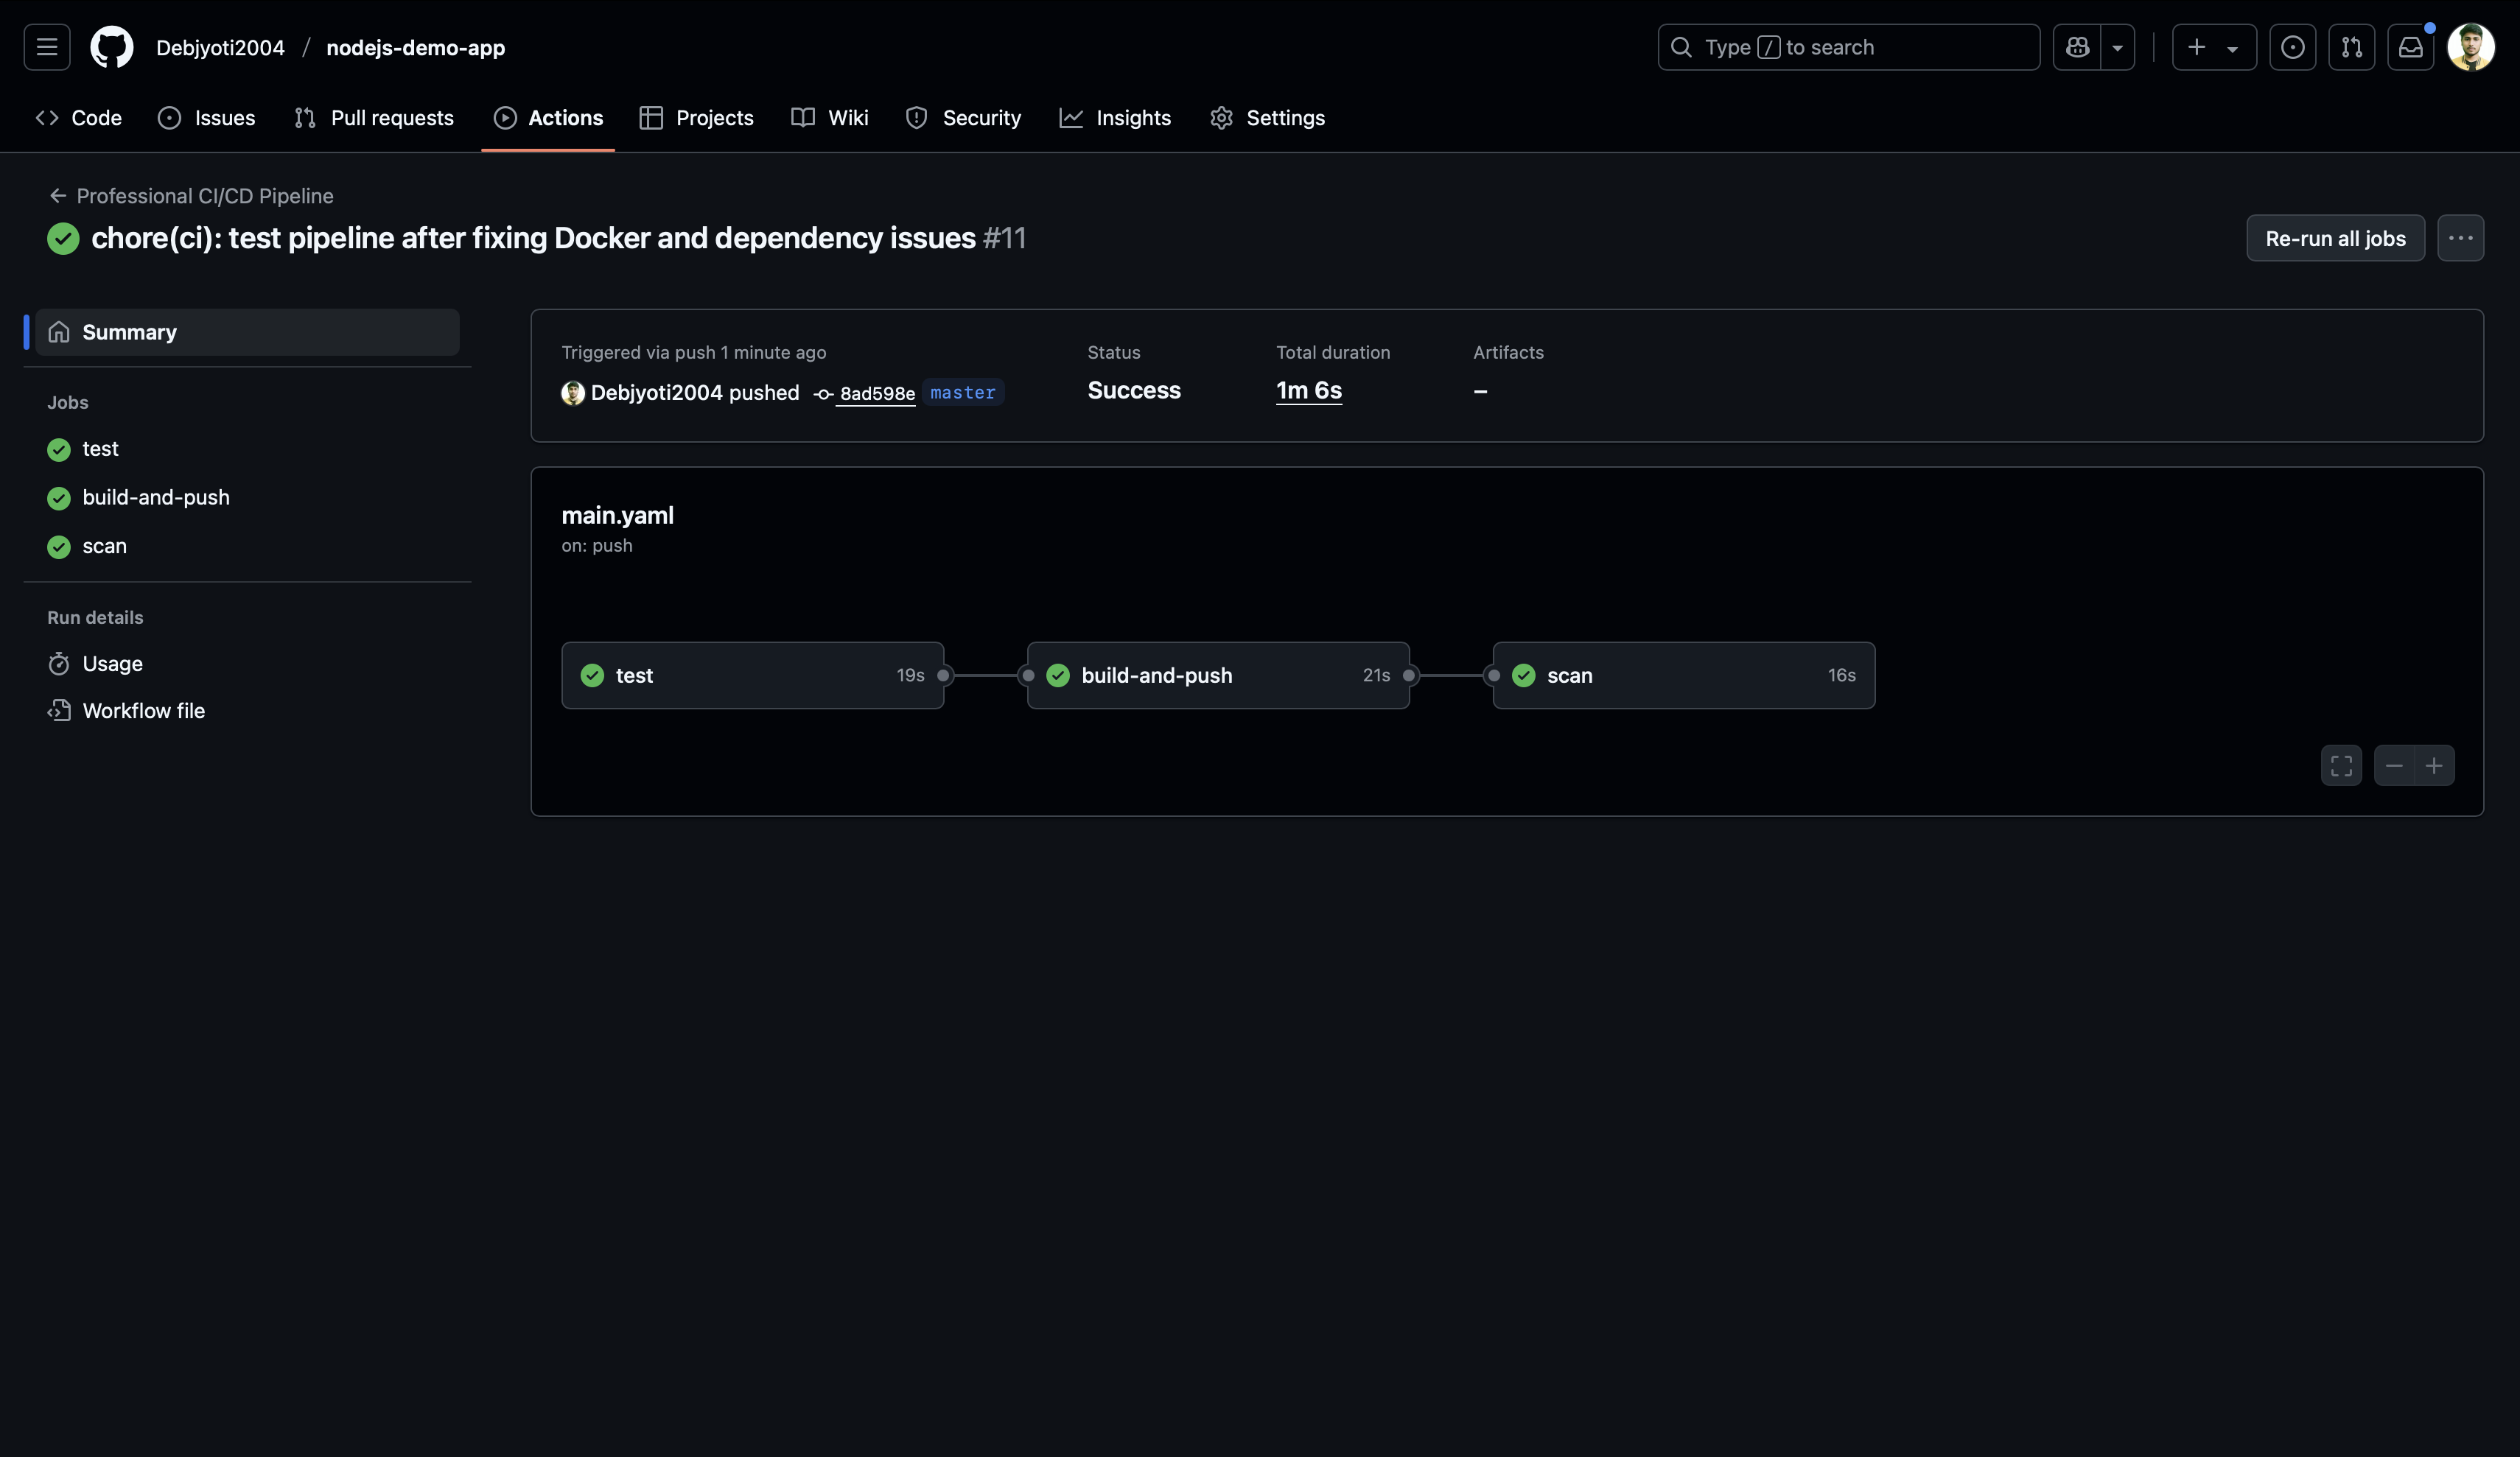 Debjyoti2004 / nodejs-demo-app
Type / to search
Code Issues Pull requests Actions Projects Wiki Security Insights Settings
Professional CI/CD Pipeline
chore(ci): test pipeline after fixing Docker and dependency issues #11
Re-run all jobs
Summary
Jobs
test
build-and-push
scan
Run details
Usage
Workflow file
Triggered via push 1 minute ago
Debjyoti2004 pushed 8ad598e master
Status
Success
Total duration
1m 6s
Artifacts
–
main.yaml
on: push
test 19s
build-and-push 21s
scan 16s